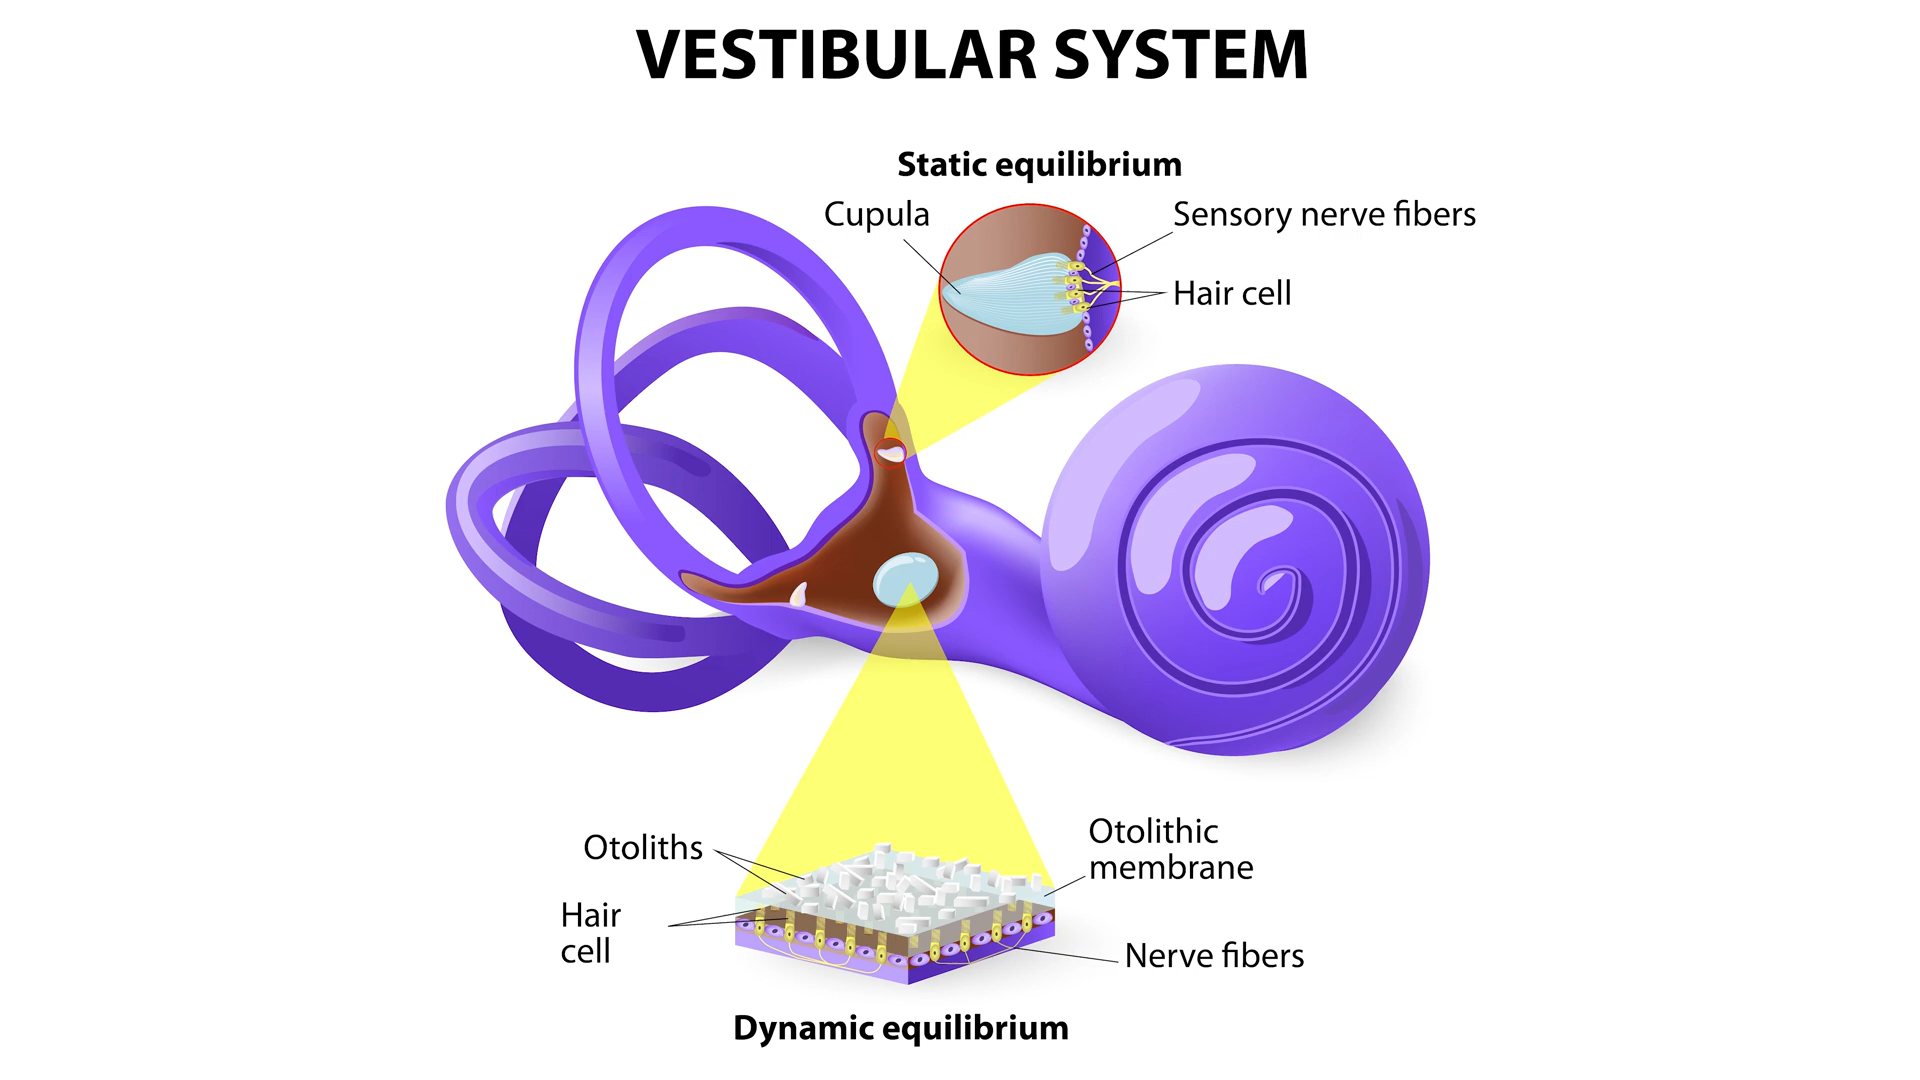 VESTIBULAR SYSTEM
Static equilibrium
Cupula
Sensory nerve fibers
Hair cell
Otoliths
Otolithic
membrane
Hair
cell
Nerve fibers
Dynamic equilibrium